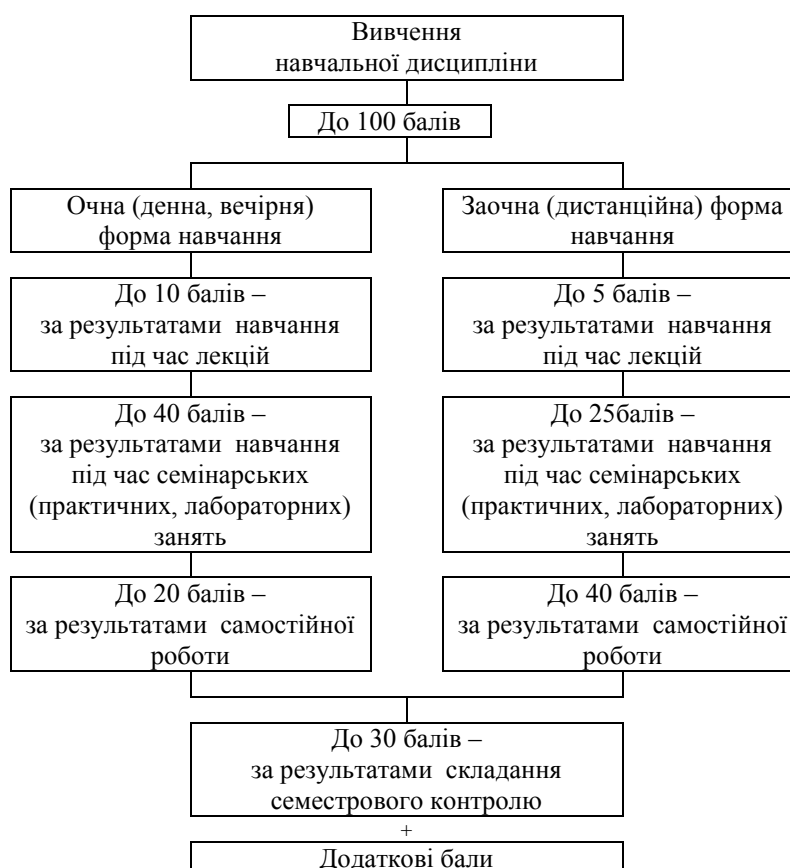 Вивчення
навчальної дисципліни
До 100 балів
Очна (денна, вечірня)
форма навчання
Заочна (дистанційна) форма
навчання
До 10 балів –
за результатами навчання
під час лекцій
До 5 балів –
за результатами навчання
під час лекцій
До 40 балів –
за результатами навчання
під час семінарських
(практичних, лабораторних)
занять
До 25балів –
за результатами навчання
під час семінарських
(практичних, лабораторних)
занять
До 20 балів –
за результатами самостійної
роботи
До 40 балів –
за результатами самостійної
роботи
До 30 балів –
за результатами складання
семестрового контролю
+
Додаткові бали